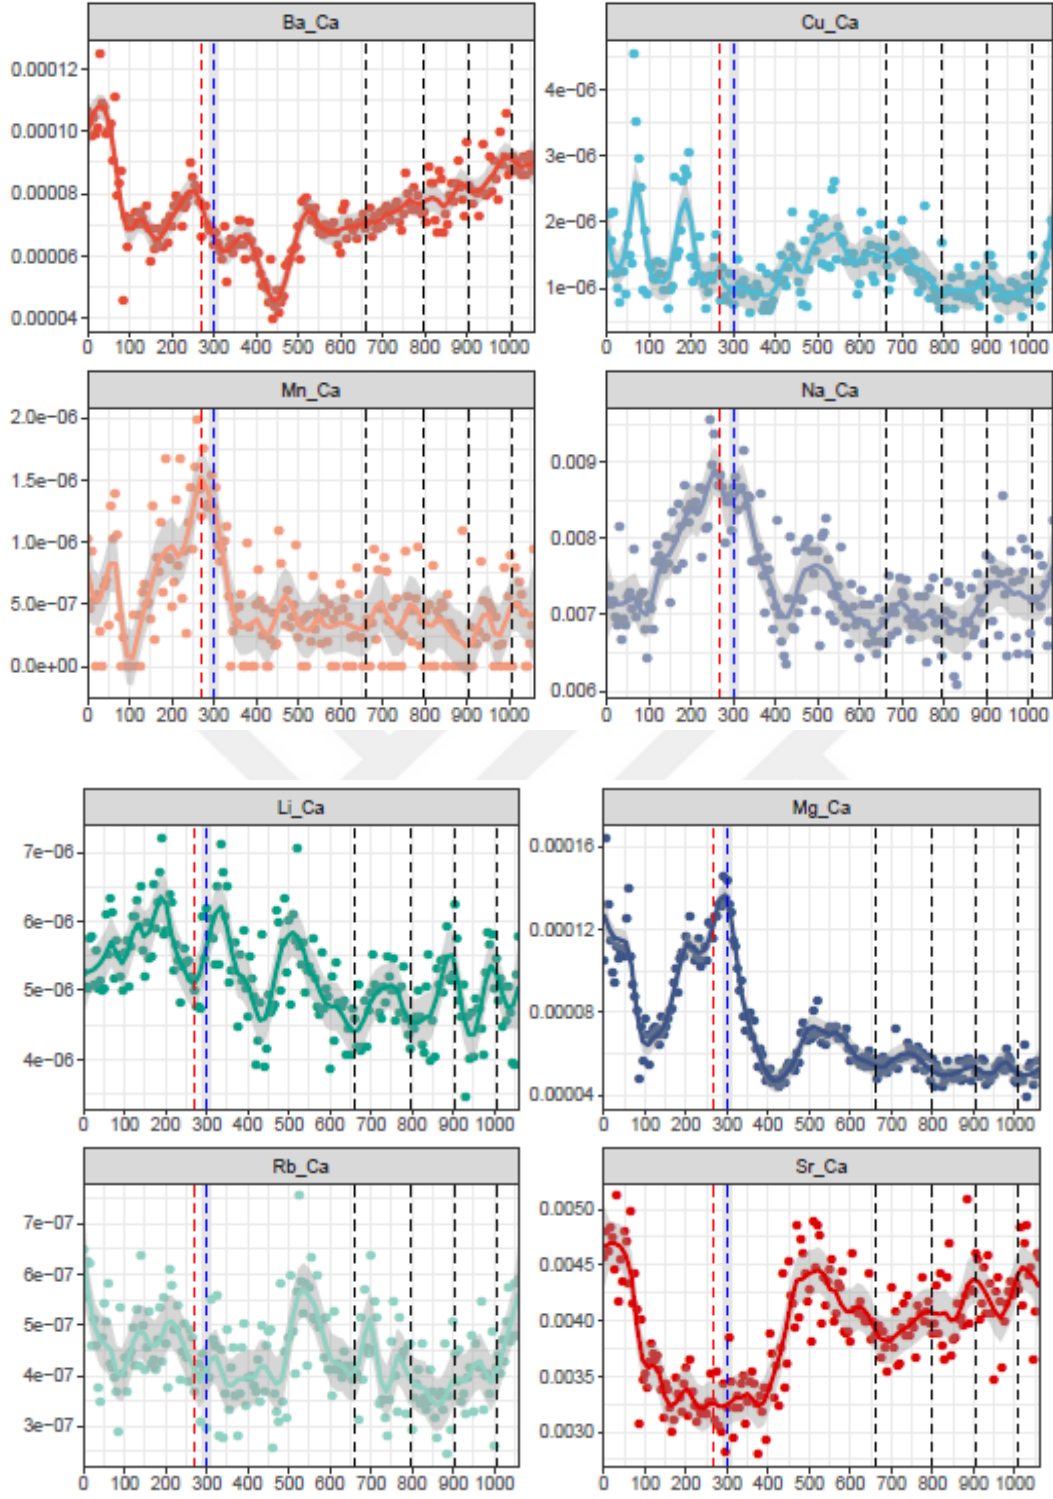 Ba_Ca
Cu_Ca
0.00012
0.00010
0.00008
0.00006
0.00004
4e-06
3e-06
2e-06
1e-06
0 100 200 300 400 500 600 700 800 900 1000
0 100 200 300 400 500 600 700 800 900 1000
Mn_Ca
Na_Ca
2.0e-06
1.5e-06
1.0e-06
5.0e-07
0.0e+00
0.009
0.008
0.007
0.006
0 100 200 300 400 500 600 700 800 900 1000
0 100 200 300 400 500 600 700 800 900 1000
Li_Ca
Mg_Ca
7e-06
6e-06
5e-06
4e-06
0.00016
0.00012
0.00008
0.00004
0 100 200 300 400 500 600 700 800 900 1000
0 100 200 300 400 500 600 700 800 900 1000
Rb_Ca
Sr_Ca
7e-07
6e-07
5e-07
4e-07
3e-07
0.0050
0.0045
0.0040
0.0035
0.0030
0 100 200 300 400 500 600 700 800 900 1000
0 100 200 300 400 500 600 700 800 900 1000